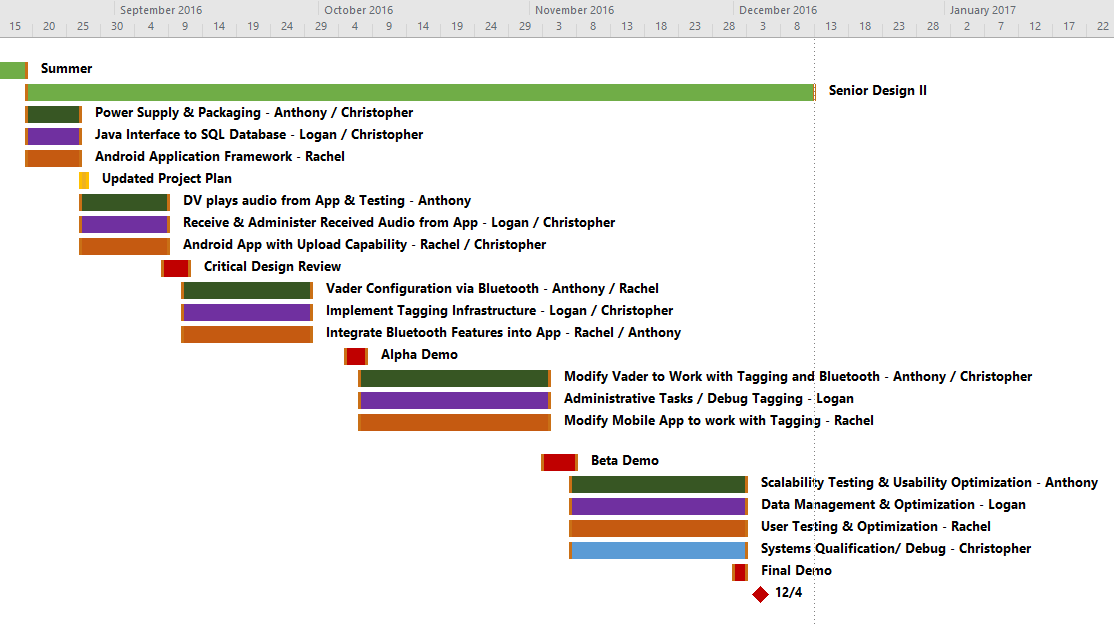 September 2016 October 2016 November 2016 December 2016 January 2017
15 20 25 30 4 9 14 19 24 29 4 9 14 19 24 29 3 8 13 18 23 28 3 8 13 18 23 28 2 7 12 17 22
Summer
Senior Design II
Power Supply & Packaging - Anthony / Christopher
Java Interface to SQL Database - Logan / Christopher
Android Application Framework - Rachel
Updated Project Plan
DV plays audio from App & Testing - Anthony
Receive & Administer Received Audio from App - Logan / Christopher
Android App with Upload Capability - Rachel / Christopher
Critical Design Review
Vader Configuration via Bluetooth - Anthony / Rachel
Implement Tagging Infrastructure - Logan / Christopher
Integrate Bluetooth Features into App - Rachel / Anthony
Alpha Demo
Modify Vader to Work with Tagging and Bluetooth - Anthony / Christopher
Administrative Tasks / Debug Tagging - Logan
Modify Mobile App to work with Tagging - Rachel
Beta Demo
Scalability Testing & Usability Optimization - Anthony
Data Management & Optimization - Logan
User Testing & Optimization - Rachel
Systems Qualification/ Debug - Christopher
Final Demo
12/4